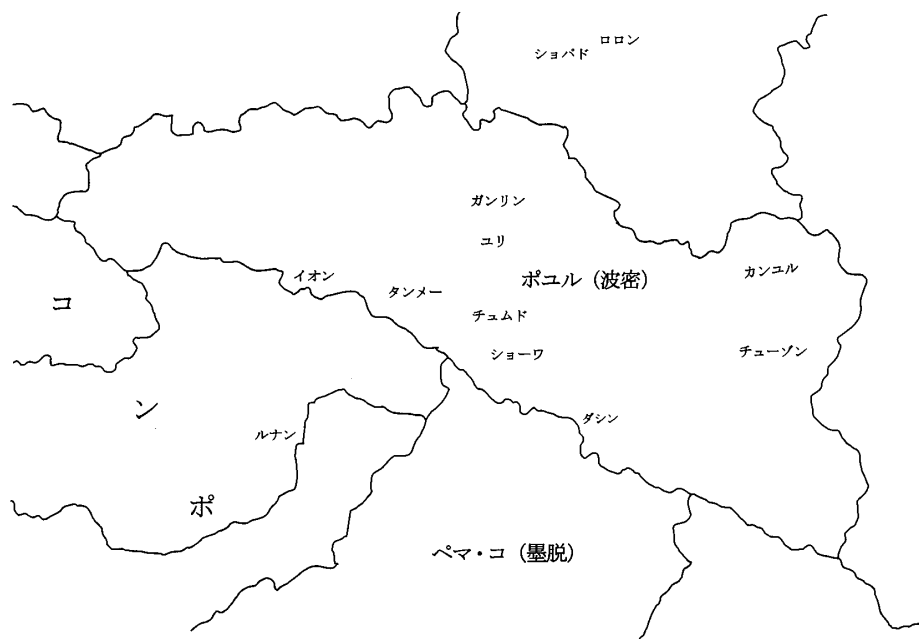 ロロン
ショパド
ガンリン
ユリ
カンユル
イオン
ポユル（波密）
タンメー
コ
チュムド
ショーワ
チューゾン
ン
ダシン
ルナン
ポ
ペマ・コ（墨脱）